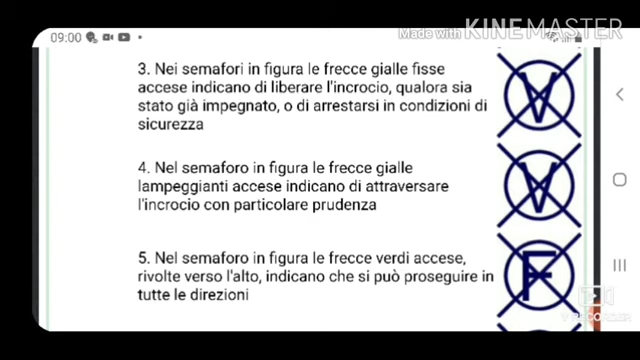 Made with KINEMASTER
09:00
3. Nei semafori in figura le frecce gialle fisse
accese indicano di liberare l'incrocio, qualora sia
stato già impegnato, o di arrestarsi in condizioni di
sicurezza
V
4. Nel semaforo in figura le frecce gialle
lampeggianti accese indicano di attraversare
l'incrocio con particolare prudenza
V
5. Nel semaforo in figura le frecce verdi accese,
rivolte verso l'alto, indicano che si può proseguire in
tutte le direzioni
F